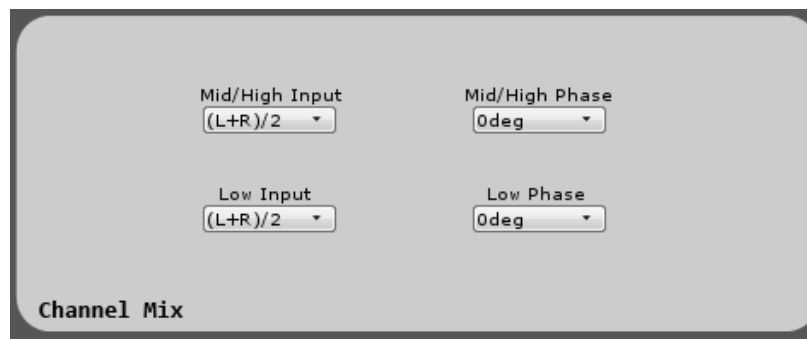 Mid/High Input Mid/High Phase
(L+R)/2 0deg
Low Input Low Phase
(L+R)/2 0deg
Channel Mix